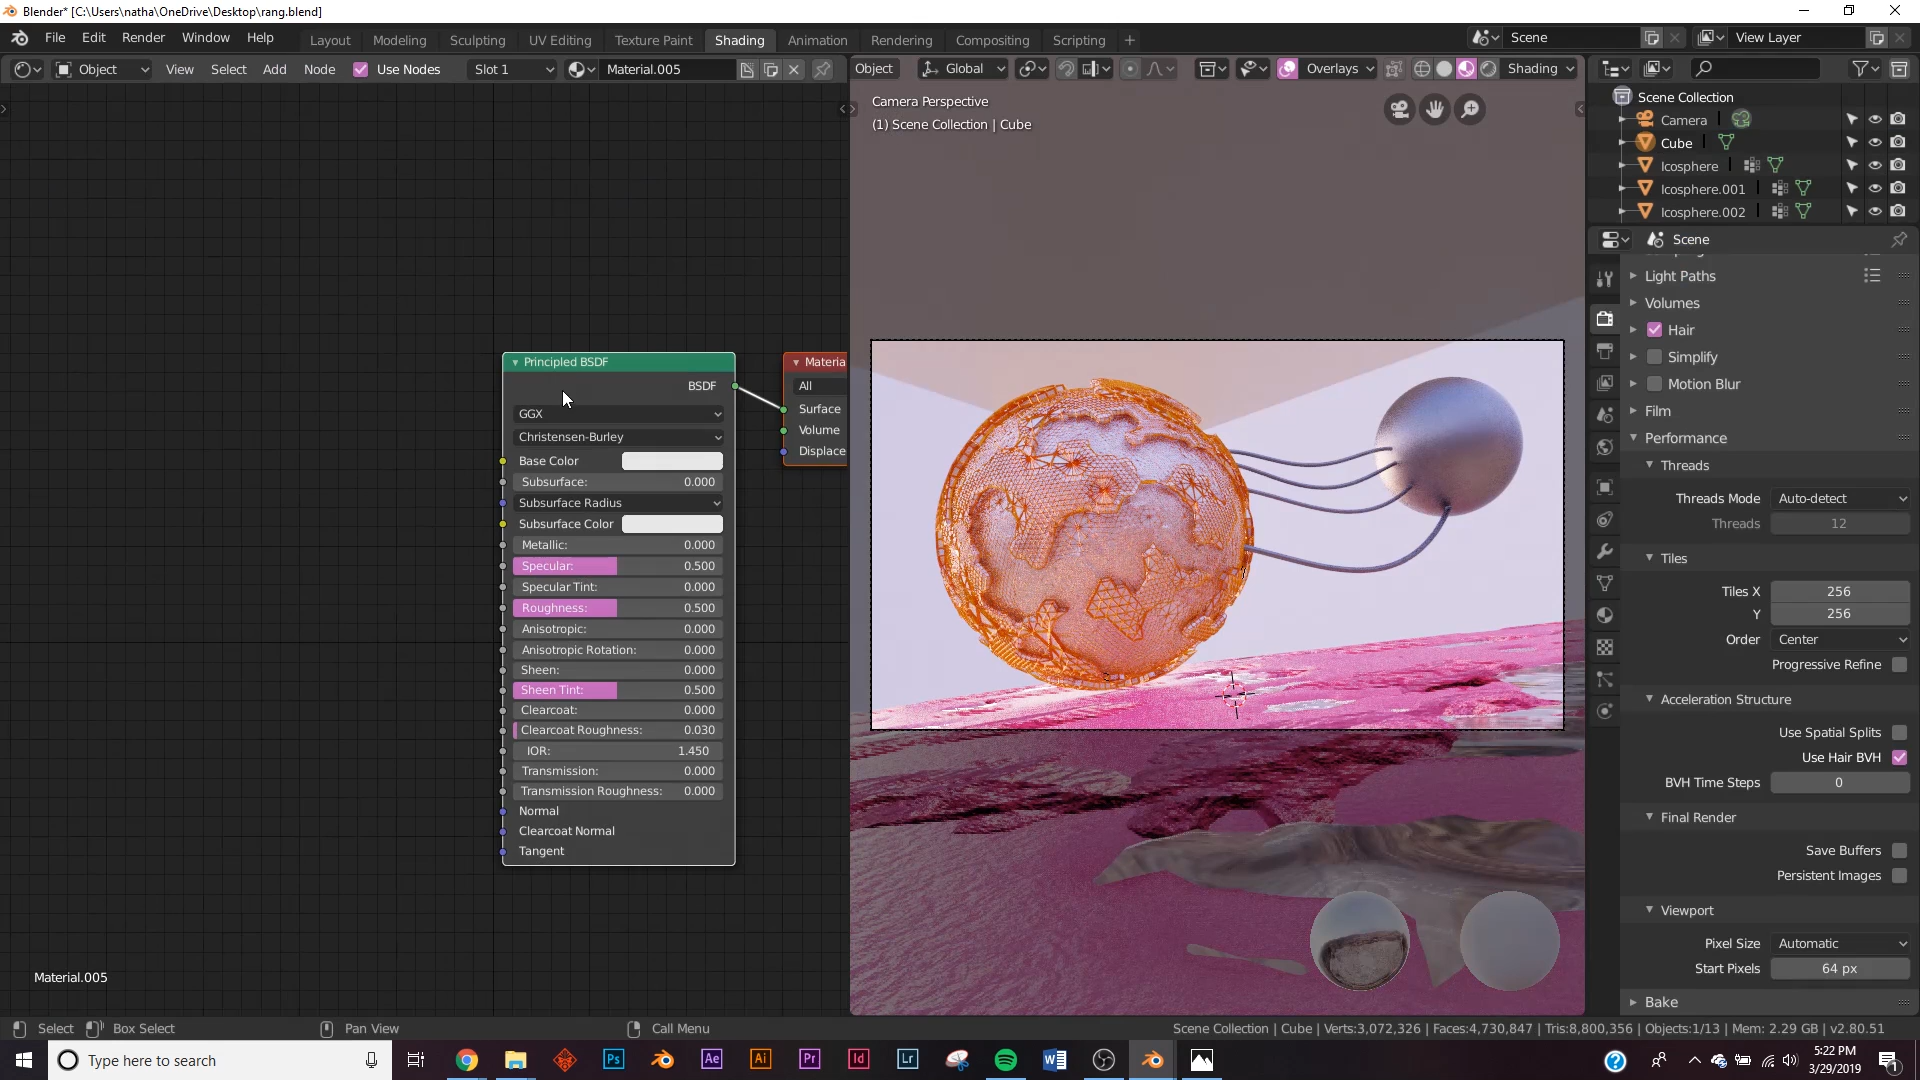 Blender* [C:\Users\natha\OneDrive\Desktop\rang.blend]
File Edit Render Window Help Layout Modeling Sculpting UV Editing Texture Paint Shading Animation Rendering Compositing Scripting + Scene View Layer
Object View Select Add Node Use Nodes Slot 1 Material.005 Object Global Overlays Shading
Camera Perspective
(1) Scene Collection | Cube
Scene Collection
Camera
Cube
Icosphere
Icosphere.001
Icosphere.002
Scene
Light Paths
Volumes
Hair
Simplify
Motion Blur
Film
Performance
Threads
Threads Mode Auto-detect
Threads 12
Tiles
Tiles X 256
Y 256
Order Center
Progressive Refine
Acceleration Structure
Use Spatial Splits
Use Hair BVH
BVH Time Steps 0
Final Render
Save Buffers
Persistent Images
Viewport
Pixel Size Automatic
Start Pixels 64 px
Bake
Principled BSDF
BSDF
GGX
Christensen-Burley
Base Color
Subsurface: 0.000
Subsurface Radius
Subsurface Color
Metallic: 0.000
Specular: 0.500
Specular Tint: 0.000
Roughness: 0.500
Anisotropic: 0.000
Anisotropic Rotation: 0.000
Sheen: 0.000
Sheen Tint: 0.500
Clearcoat: 0.000
Clearcoat Roughness: 0.030
IOR: 1.450
Transmission: 0.000
Transmission Roughness: 0.000
Normal
Clearcoat Normal
Tangent
Materia
All
Surface
Volume
Displace
Material.005
Select Box Select Pan View Call Menu Scene Collection | Cube | Verts:3,072,326 | Faces:4,730,847 | Tris:8,800,356 | Objects:1/13 | Mem: 2.29 GB | v2.80.51
Type here to search
Ps Ae Ai Pr Id Lr
5:22 PM
3/29/2019
1